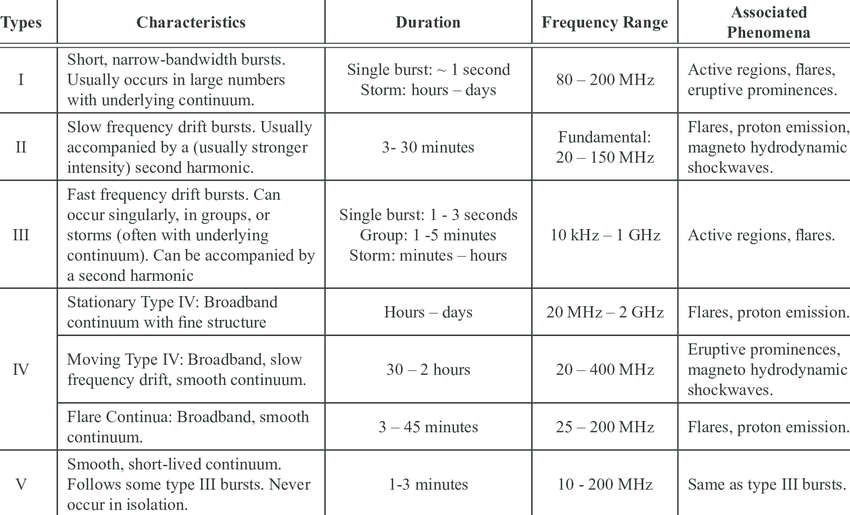 Types Characteristics Duration Frequency Range Associated
Phenomena
I
Short, narrow-bandwidth bursts.
Usually occurs in large numbers
with underlying continuum.
Single burst: ~ 1 second
Storm: hours – days
80 – 200 MHz
Active regions, flares,
eruptive prominences.
II
Slow frequency drift bursts. Usually
accompanied by a (usually stronger
intensity) second harmonic.
3- 30 minutes
Fundamental:
20 – 150 MHz
Flares, proton emission,
magneto hydrodynamic
shockwaves.
III
Fast frequency drift bursts. Can
occur singularly, in groups, or
storms (often with underlying
continuum). Can be accompanied by
a second harmonic
Single burst: 1 - 3 seconds
Group: 1 -5 minutes
Storm: minutes – hours
10 kHz – 1 GHz
Active regions, flares.
IV
Stationary Type IV: Broadband
continuum with fine structure
Hours – days
20 MHz – 2 GHz
Flares, proton emission.
Moving Type IV: Broadband, slow
frequency drift, smooth continuum.
30 – 2 hours
20 – 400 MHz
Eruptive prominences,
magneto hydrodynamic
shockwaves.
Flare Continua: Broadband, smooth
continuum.
3 – 45 minutes
25 – 200 MHz
Flares, proton emission.
V
Smooth, short-lived continuum.
Follows some type III bursts. Never
occur in isolation.
1-3 minutes
10 - 200 MHz
Same as type III bursts.